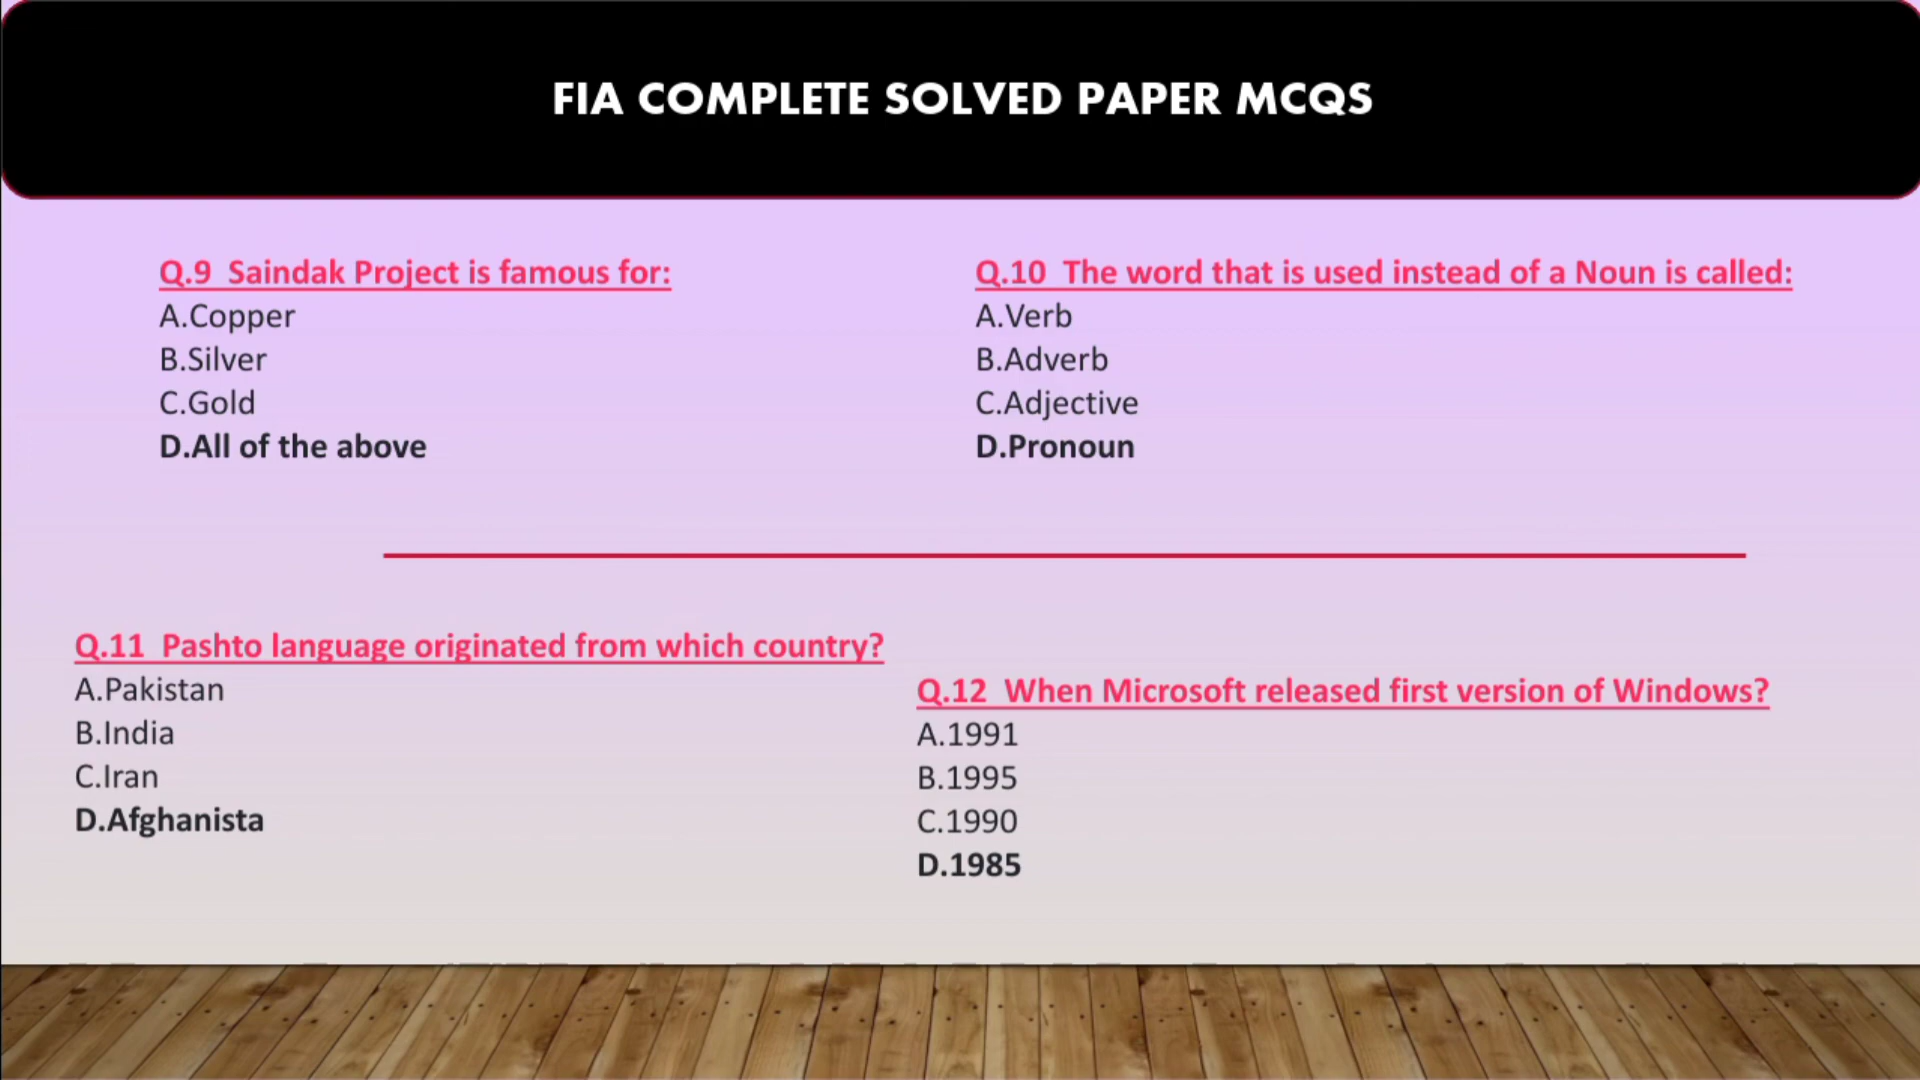 FIA COMPLETE SOLVED PAPER MCQS
Q.9 Saindak Project is famous for:
A.Copper
B.Silver
C.Gold
D.All of the above
Q.10 The word that is used instead of a Noun is called:
A.Verb
B.Adverb
C.Adjective
D.Pronoun
Q.11 Pashto language originated from which country?
A.Pakistan
B.India
C.Iran
D.Afghanista
Q.12 When Microsoft released first version of Windows?
A.1991
B.1995
C.1990
D.1985